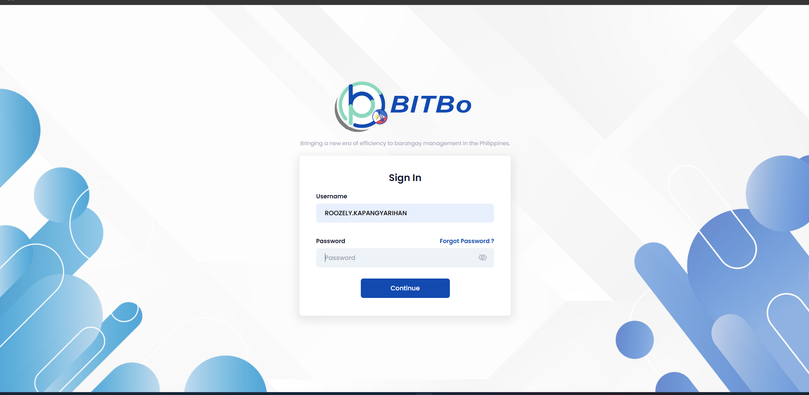 BITBo
Bringing a new era of efficiency to barangay management in the Philippines.
Sign In
Username
ROOZELY.KAPANGYARIHAN
Password Forgot Password ?
Password
Continue